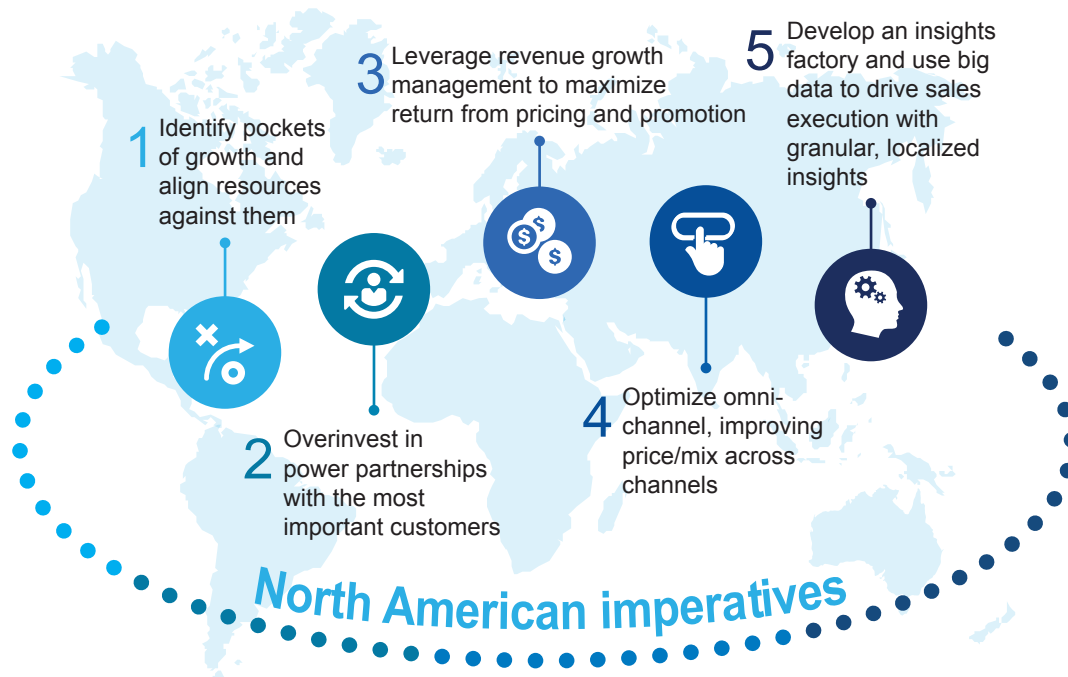 1
Identify pockets
of growth and
align resources
against them
2
Overinvest in
power partnerships
with the most
important customers
3
Leverage revenue growth
management to maximize
return from pricing and promotion
$
$
$
4
Optimize omni-
channel, improving
price/mix across
channels
5
Develop an insights
factory and use big
data to drive sales
execution with
granular, localized
insights
North American imperatives